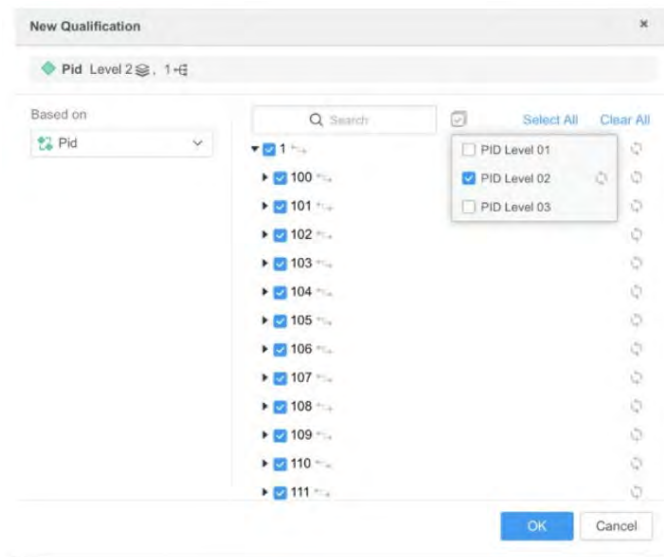 New Qualification
Pid Level 2, 1
Based on
Search
Select All
Clear All
Pid
1
PID Level 01
100
PID Level 02
101
PID Level 03
102
103
104
105
106
107
108
109
110
111
OK
Cancel